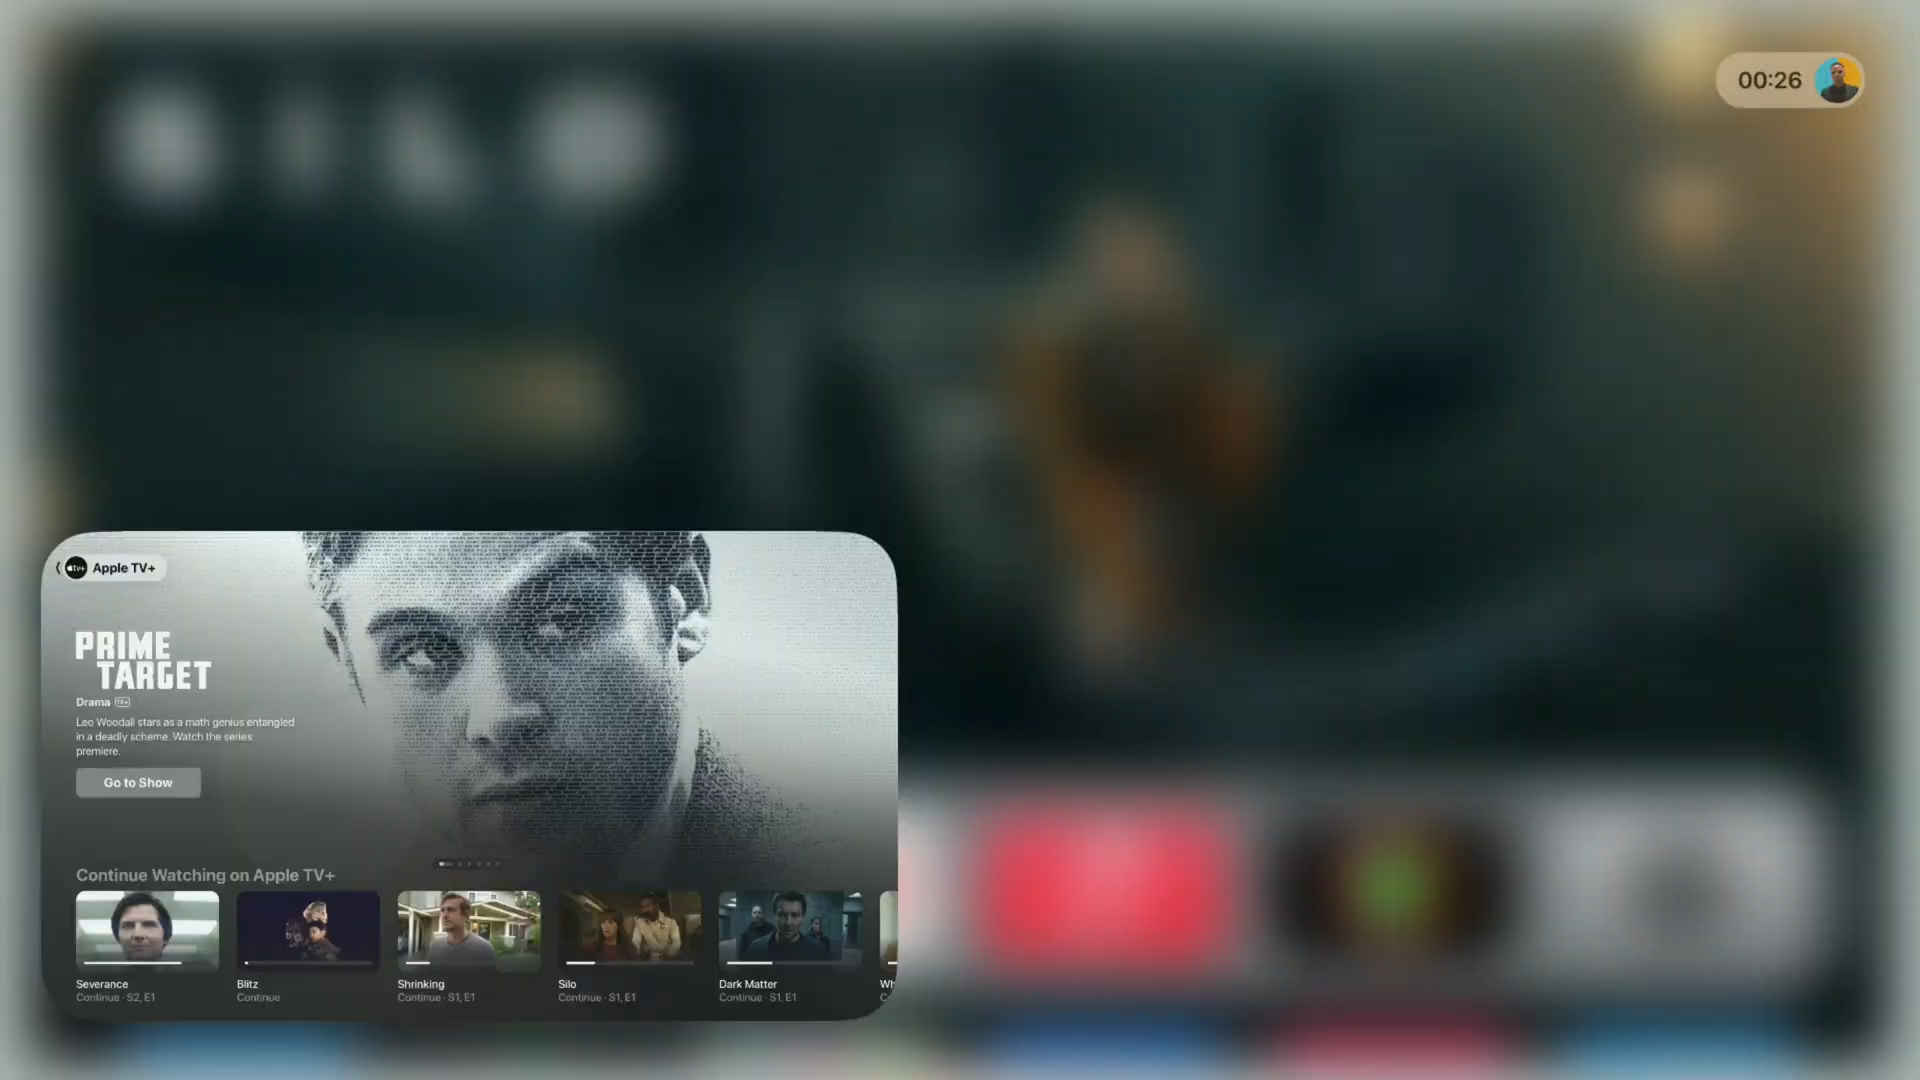 00:26
Apple TV+
PRIME
TARGET
Drama
Leo Woodall stars as a math genius entangled
in a deadly scheme. Watch the series
premiere.
Go to Show
Continue Watching on Apple TV+
Severance
Continue · S2, E1
Blitz
Continue
Shrinking
Continue · S1, E1
Silo
Continue · S1, E1
Dark Matter
Continue · S1, E1